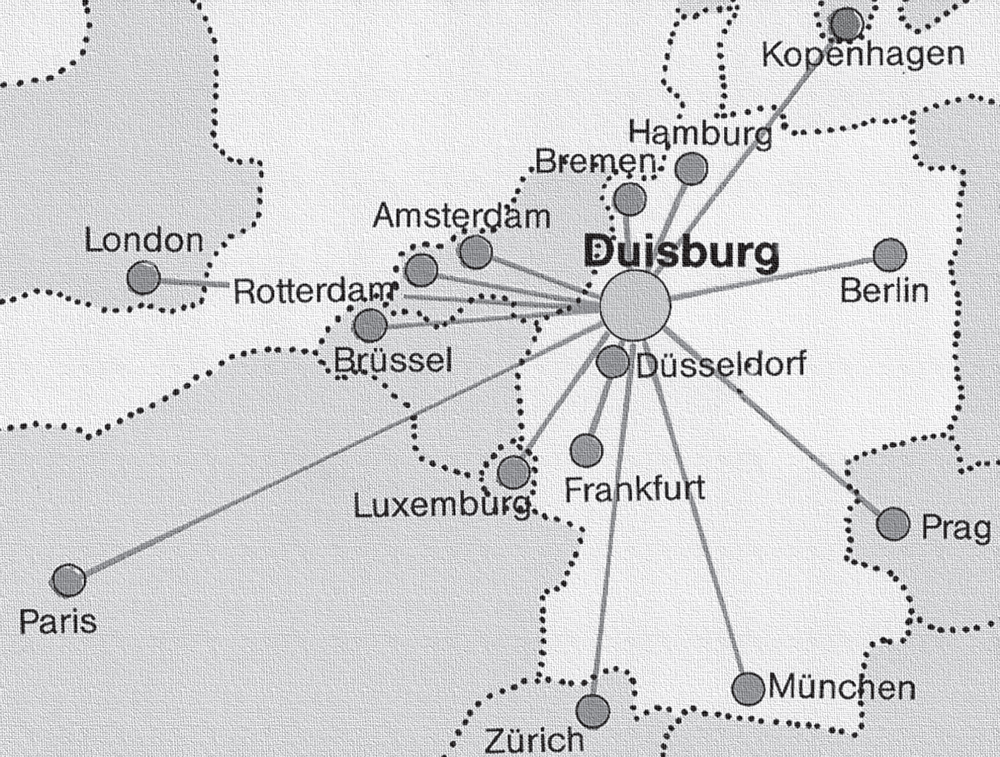 Kopenhagen
Hamburg
Bremen
Amsterdam
London
Duisburg
Rotterdam
Berlin
Brüssel
Düsseldorf
Luxemburg
Frankfurt
Prag
Paris
München
Zürich